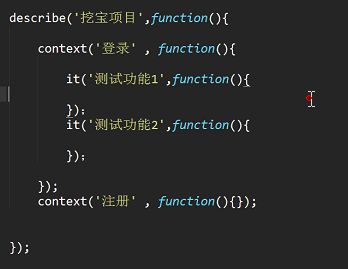 describe('挖宝项目',function(){
context('登录' , function(){
it('测试功能1',function(){
});
it('测试功能2',function(){
});
});
context('注册' , function(){});
});